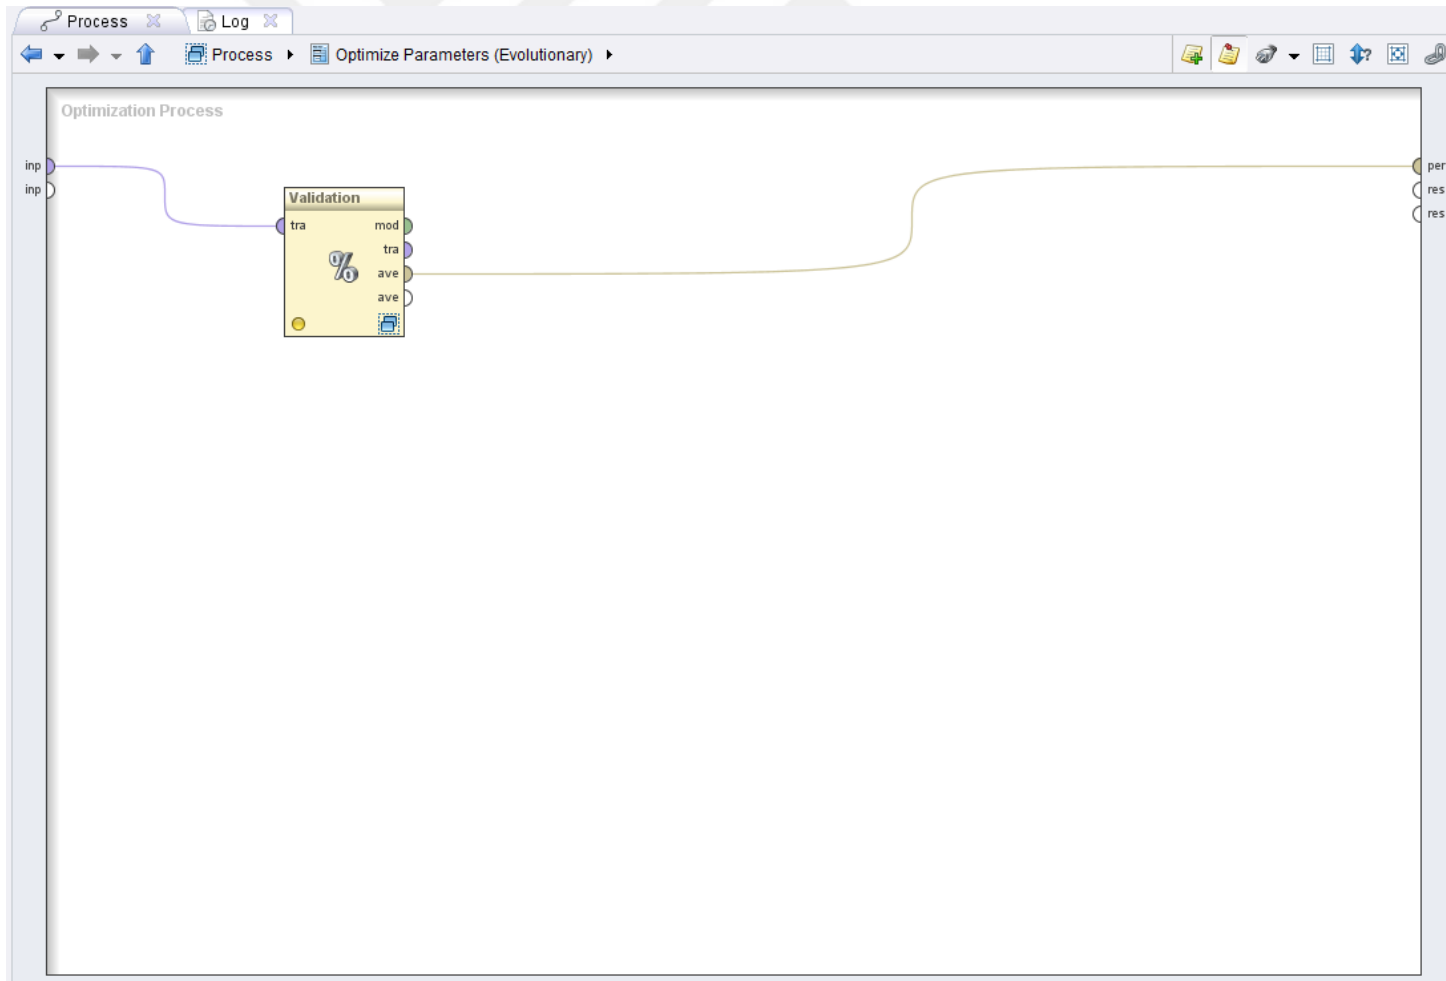 Process Log
Process Optimize Parameters (Evolutionary)
Optimization Process
inp
inp
Validation
tra mod
tra
ave
ave
per
res
res